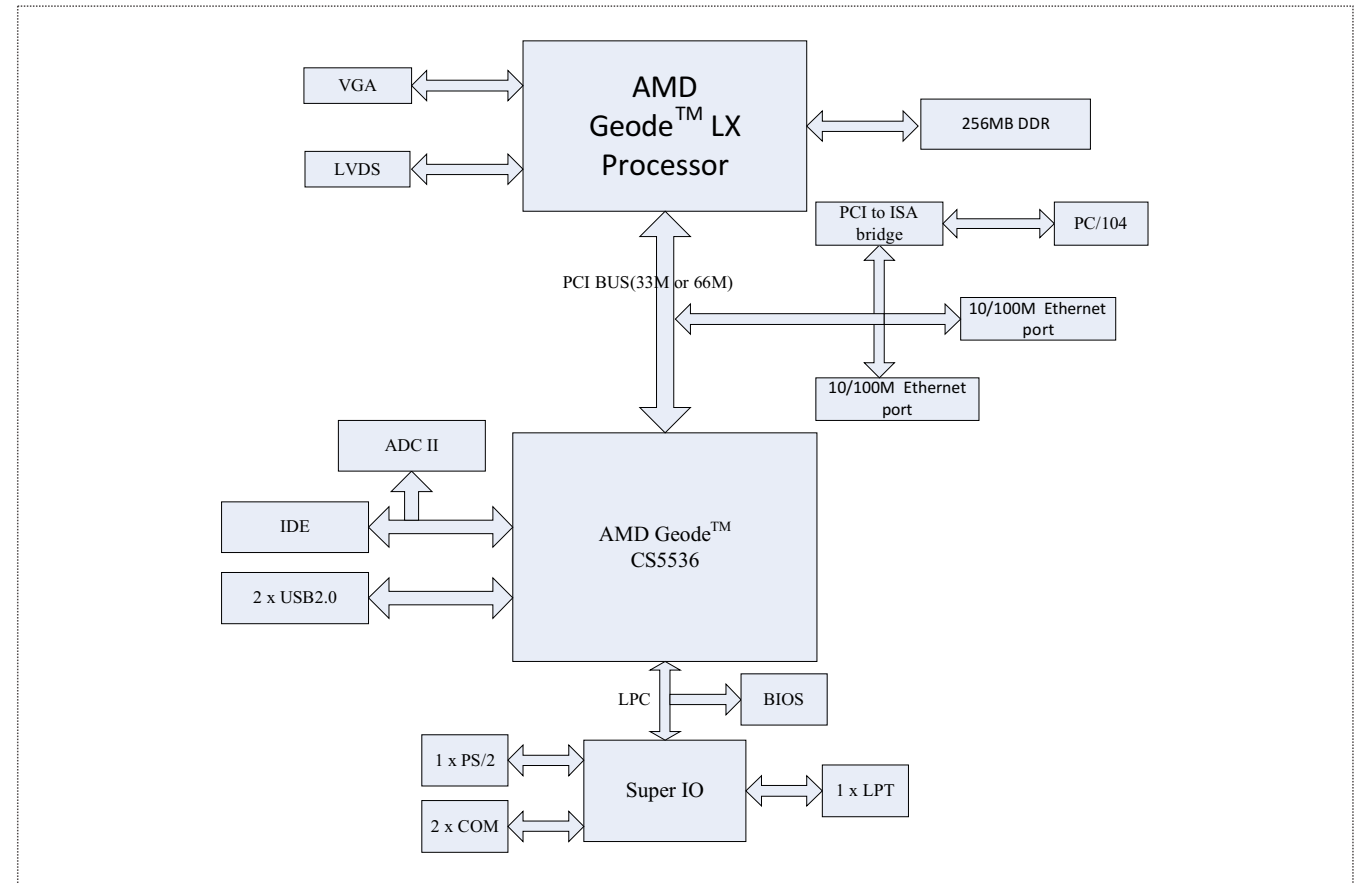 VGA
AMD
Geode™ LX
Processor
256MB DDR
LVDS
PCI to ISA
bridge
PC/104
PCI BUS(33M or 66M)
10/100M Ethernet
port
10/100M Ethernet
port
ADC II
IDE
AMD Geode™
CS5536
2 x USB2.0
LPC
BIOS
1 x PS/2
Super IO
1 x LPT
2 x COM